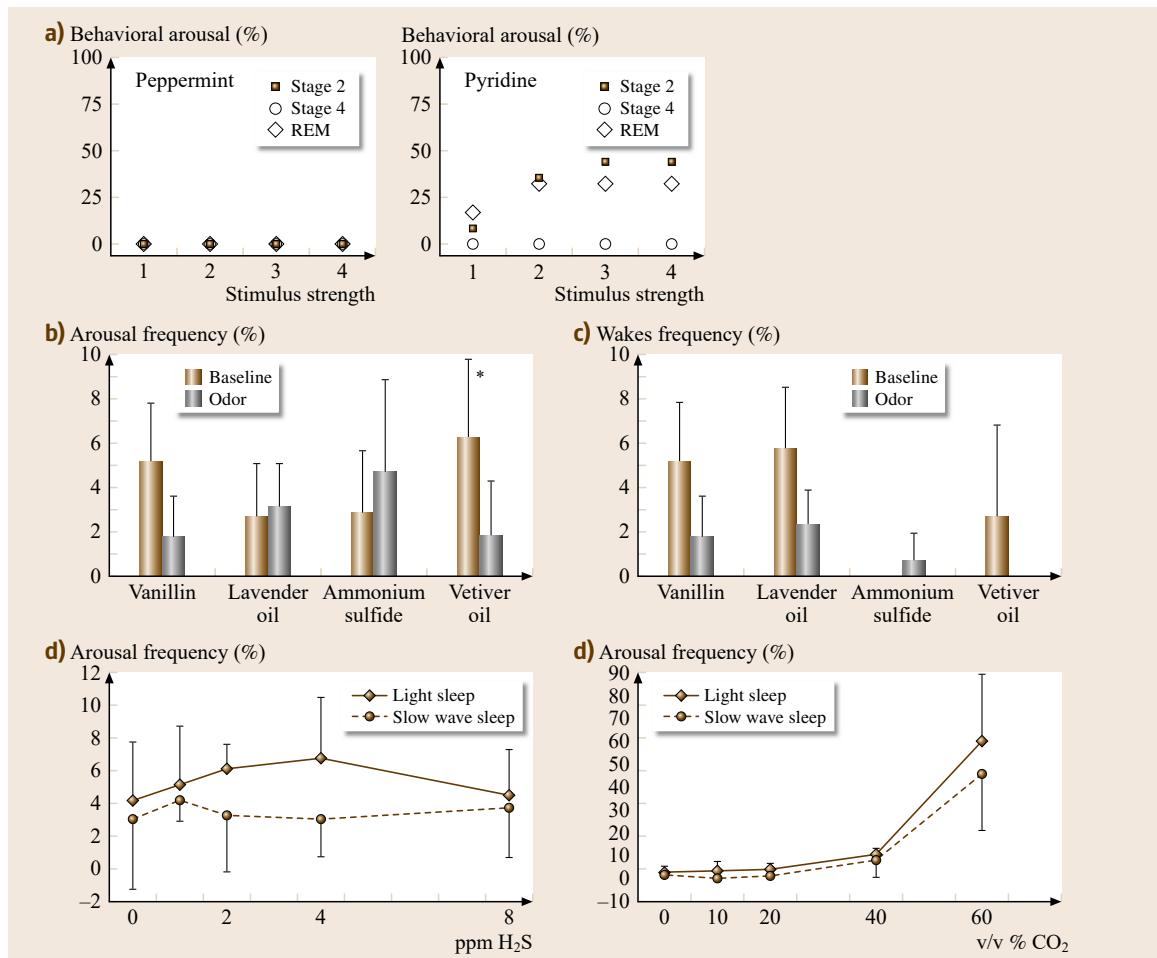 a) Behavioral arousal (%)
100
75
50
25
0
Peppermint
Stage 2
Stage 4
REM
1 2 3 4
Stimulus strength
Behavioral arousal (%)
100
75
50
25
0
Pyridine
Stage 2
Stage 4
REM
1 2 3 4
Stimulus strength
b) Arousal frequency (%)
10
8
6
4
2
0
Baseline
Odor
*
Vanillin Lavender Ammonium Vetiver
oil sulfide oil
c) Wakes frequency (%)
10
8
6
4
2
0
Baseline
Odor
Vanillin Lavender Ammonium Vetiver
oil sulfide oil
d) Arousal frequency (%)
12
10
8
6
4
2
0
−2
Light sleep
Slow wave sleep
0 2 4 8
ppm H₂S
d) Arousal frequency (%)
90
80
70
60
50
40
30
20
10
0
−10
Light sleep
Slow wave sleep
0 10 20 40 60
v/v % CO₂